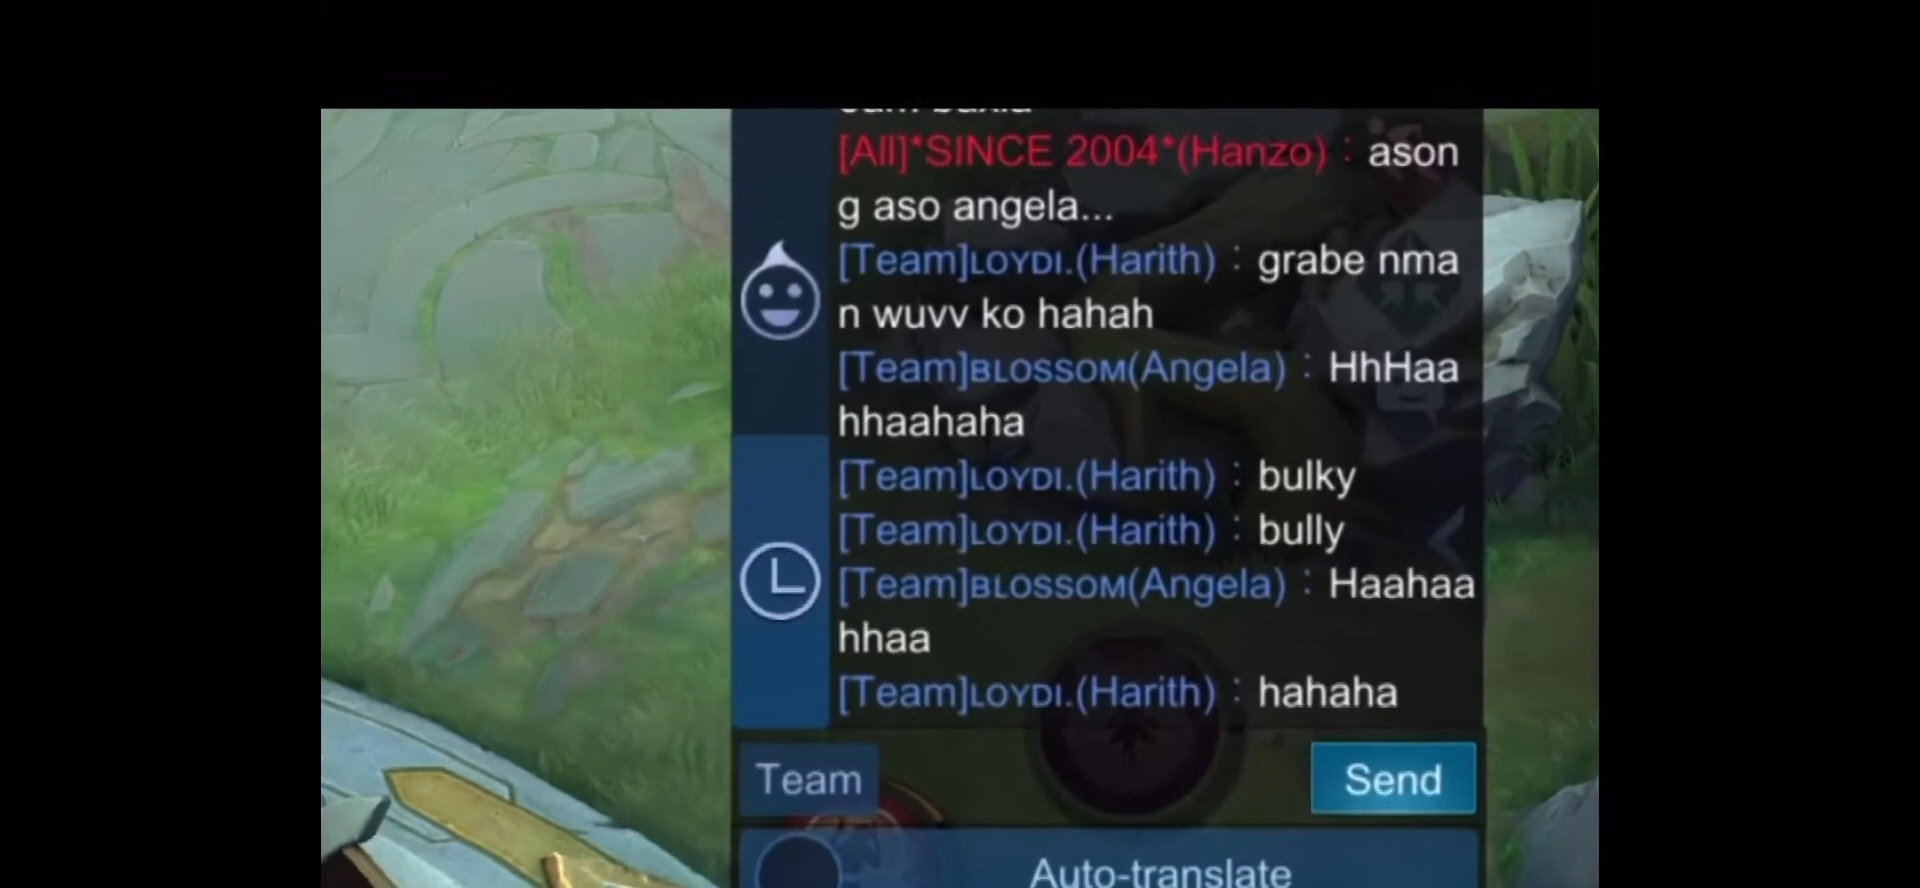 [All]*SINCE 2004*(Hanzo) : ason
g aso angela...
[Team]LOYDI.(Harith) : grabe nma
n wuvv ko hahah
[Team]BLOSSOM(Angela) : HhHaa
hhaahaha
[Team]LOYDI.(Harith) : bulky
[Team]LOYDI.(Harith) : bully
[Team]BLOSSOM(Angela) : Haahaa
hhaa
[Team]LOYDI.(Harith) : hahaha
Team
Send
Auto-translate